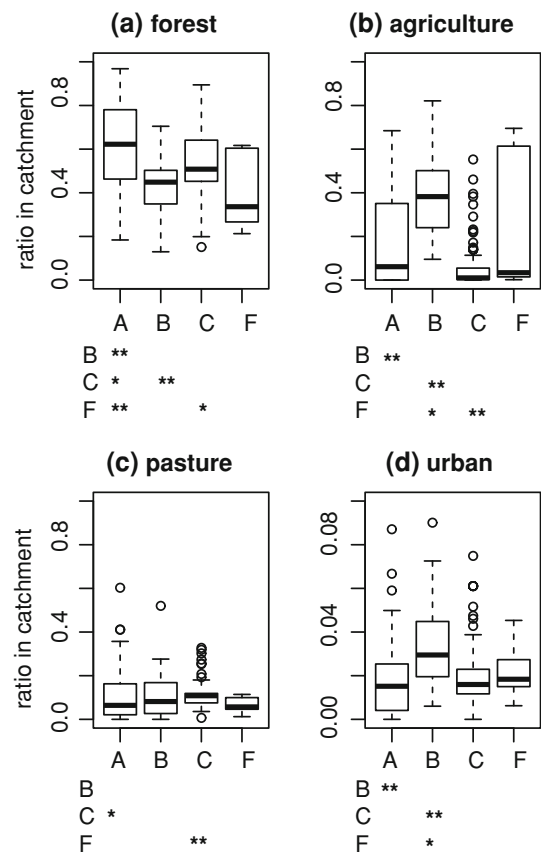 (a) forest
(b) agriculture
ratio in catchment
0.0 0.4 0.8
0.0 0.4 0.8
A B C F
A B C F
B **
C * **
F ** *
B **
C **
F * **
(c) pasture
(d) urban
ratio in catchment
0.0 0.4 0.8
0.00 0.04 0.08
A B C F
A B C F
B
C *
F **
B **
C **
F *